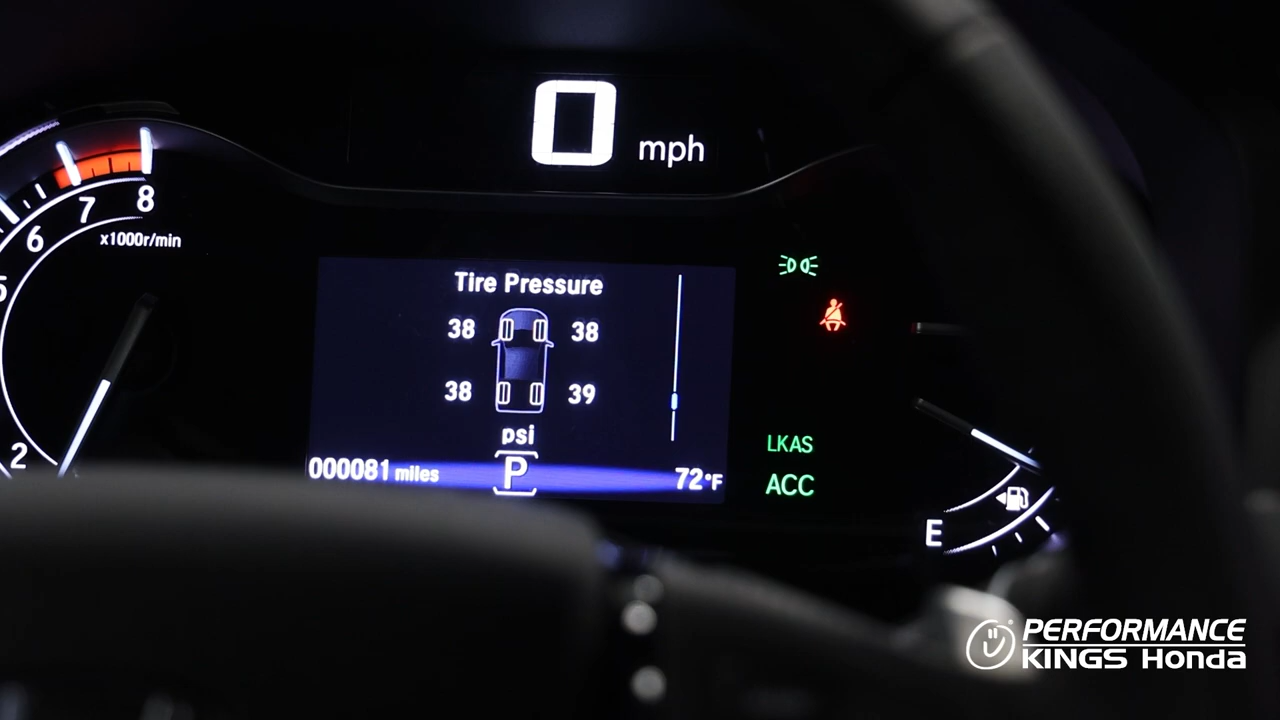 0 mph
8
7
6
5
x1000r/min
2
Tire Pressure
38 38
38 39
psi
000081 miles P 72°F
LKAS
ACC
E
PERFORMANCE
KINGS Honda